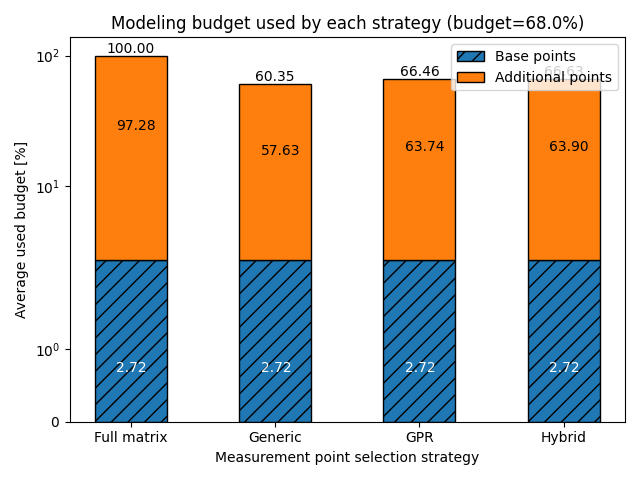 Modeling budget used by each strategy (budget=68.0%)
Base points
Additional points
100.00
60.35
66.46
66.63
97.28
57.63
63.74
63.90
2.72
2.72
2.72
2.72
10²
10¹
10⁰
0
Average used budget [%]
Full matrix
Generic
GPR
Hybrid
Measurement point selection strategy